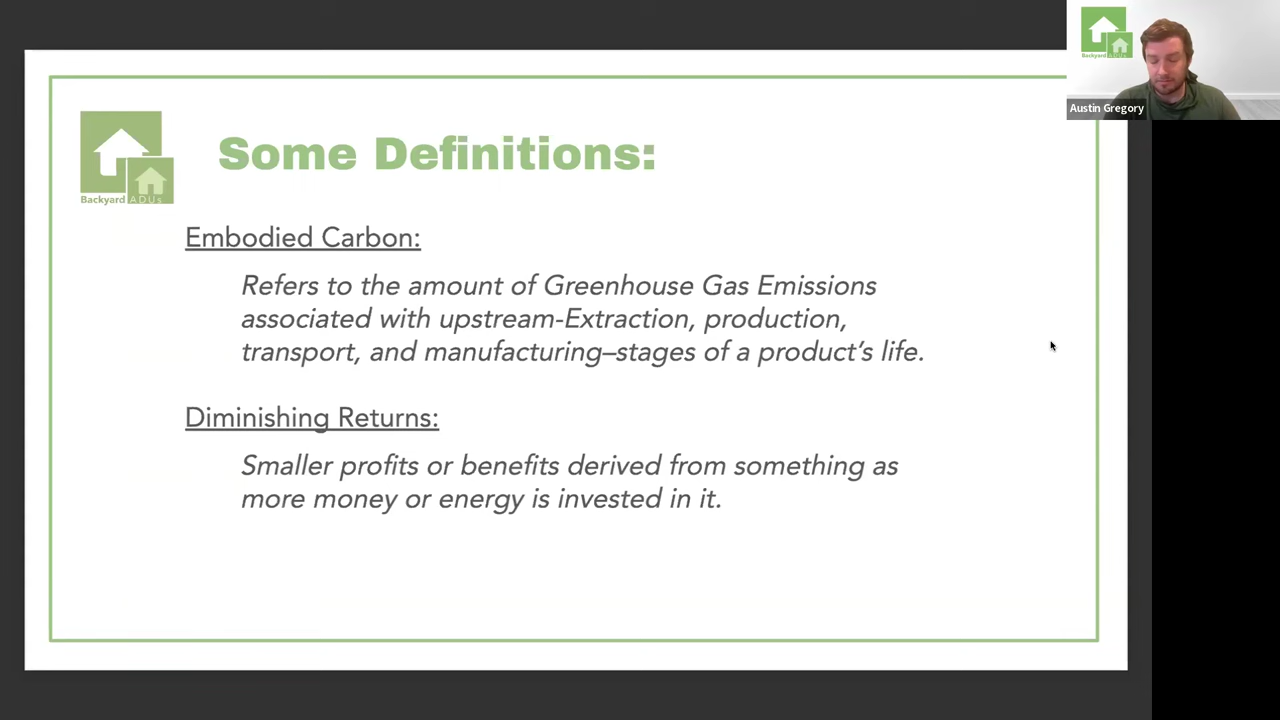 Some Definitions:
Backyard ADUs
Embodied Carbon:
Refers to the amount of Greenhouse Gas Emissions
associated with upstream-Extraction, production,
transport, and manufacturing–stages of a product’s life.
Diminishing Returns:
Smaller profits or benefits derived from something as
more money or energy is invested in it.
Backyard ADUs
Austin Gregory